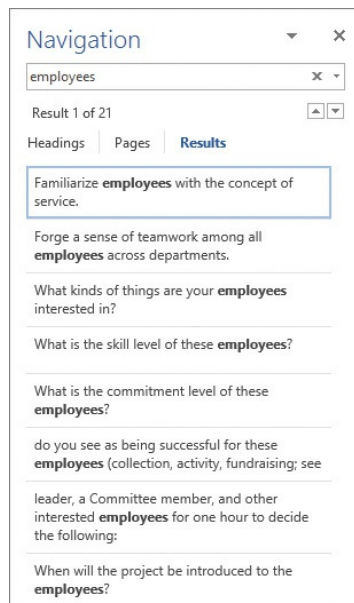 Navigation
employees
Result 1 of 21
Headings Pages Results
Familiarize employees with the concept of
service.
Forge a sense of teamwork among all
employees across departments.
What kinds of things are your employees
interested in?
What is the skill level of these employees?
What is the commitment level of these
employees?
do you see as being successful for these
employees (collection, activity, fundraising; see
leader, a Committee member, and other
interested employees for one hour to decide
the following:
When will the project be introduced to the
employees?